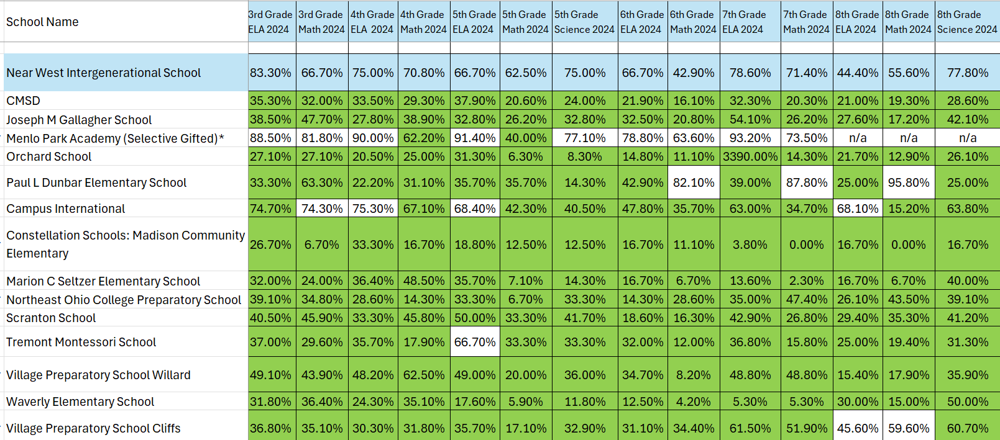 School Name 3rd Grade ELA 2024 3rd Grade Math 2024 4th Grade ELA 2024 4th Grade Math 2024 5th Grade ELA 2024 5th Grade Math 2024 5th Grade Science 2024 6th Grade ELA 2024 6th Grade Math 2024 7th Grade ELA 2024 7th Grade Math 2024 8th Grade ELA 2024 8th Grade Math 2024 8th Grade Science 2024
Near West Intergenerational School 83.30% 66.70% 75.00% 70.80% 66.70% 62.50% 75.00% 66.70% 42.90% 78.60% 71.40% 44.40% 55.60% 77.80%
CMSD 35.30% 32.00% 33.50% 29.30% 37.90% 20.60% 24.00% 21.90% 16.10% 32.30% 20.30% 21.00% 19.30% 28.60%
Joseph M Gallagher School 38.50% 47.70% 27.80% 38.90% 32.80% 26.20% 32.80% 32.50% 20.80% 54.10% 26.20% 27.60% 17.20% 42.10%
Menlo Park Academy (Selective Gifted)* 88.50% 81.80% 90.00% 62.20% 91.40% 40.00% 77.10% 78.80% 63.60% 93.20% 73.50% n/a n/a n/a
Orchard School 27.10% 27.10% 20.50% 25.00% 31.30% 6.30% 8.30% 14.80% 11.10% 3390.00% 14.30% 21.70% 12.90% 26.10%
Paul L Dunbar Elementary School 33.30% 63.30% 22.20% 31.10% 35.70% 35.70% 14.30% 42.90% 82.10% 39.00% 87.80% 25.00% 95.80% 25.00%
Campus International 74.70% 74.30% 75.30% 67.10% 68.40% 42.30% 40.50% 47.80% 35.70% 63.00% 34.70% 68.10% 15.20% 63.80%
Constellation Schools: Madison Community
Elementary 26.70% 6.70% 33.30% 16.70% 18.80% 12.50% 12.50% 16.70% 11.10% 3.80% 0.00% 16.70% 0.00% 16.70%
Marion C Seltzer Elementary School 32.00% 24.00% 36.40% 48.50% 35.70% 7.10% 14.30% 16.70% 6.70% 13.60% 2.30% 16.70% 6.70% 40.00%
Northeast Ohio College Preparatory School 39.10% 34.80% 28.60% 14.30% 33.30% 6.70% 33.30% 14.30% 28.60% 35.00% 47.40% 26.10% 43.50% 39.10%
Scranton School 40.50% 45.90% 33.30% 45.80% 50.00% 33.30% 41.70% 18.60% 16.30% 42.90% 26.80% 29.40% 35.30% 41.20%
Tremont Montessori School 37.00% 29.60% 35.70% 17.90% 66.70% 33.30% 33.30% 32.00% 12.00% 36.80% 15.80% 25.00% 19.40% 31.30%
Village Preparatory School Willard 49.10% 43.90% 48.20% 62.50% 49.00% 20.00% 36.00% 34.70% 8.20% 48.80% 48.80% 15.40% 17.90% 35.90%
Waverly Elementary School 31.80% 36.40% 24.30% 35.10% 17.60% 5.90% 11.80% 12.50% 4.20% 5.30% 5.30% 30.00% 15.00% 50.00%
Village Preparatory School Cliffs 36.80% 35.10% 30.30% 31.80% 35.70% 17.10% 32.90% 31.10% 34.40% 61.50% 51.90% 45.60% 59.60% 60.70%